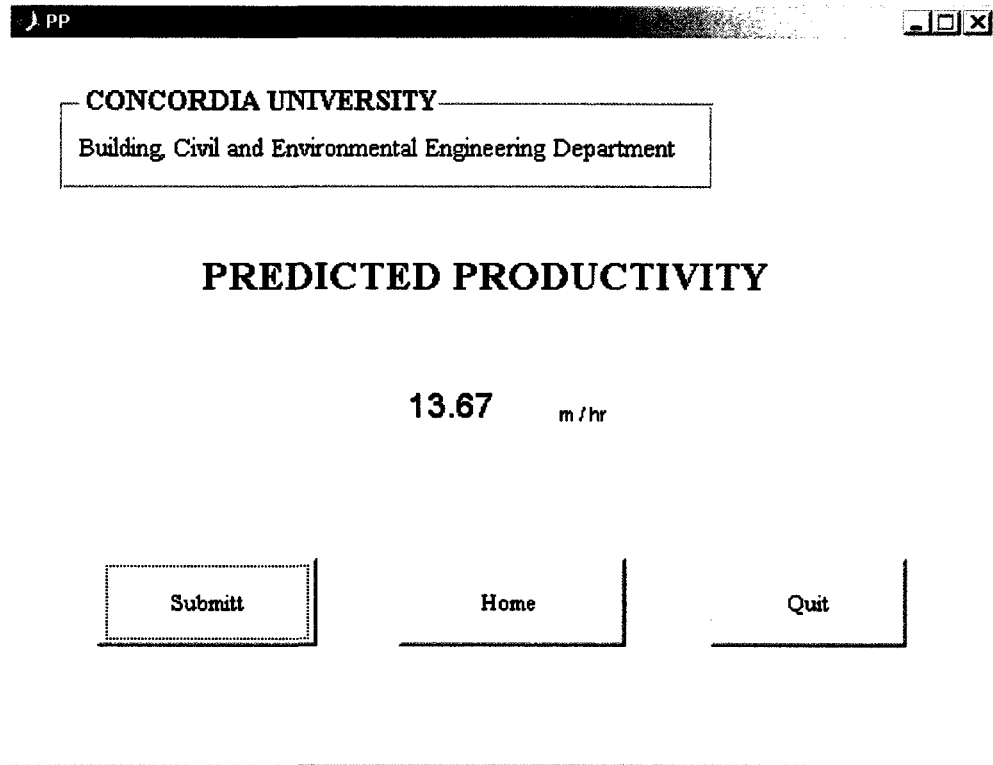 PP
CONCORDIA UNIVERSITY
Building, Civil and Environmental Engineering Department
PREDICTED PRODUCTIVITY
13.67 m / hr
Submitt Home Quit